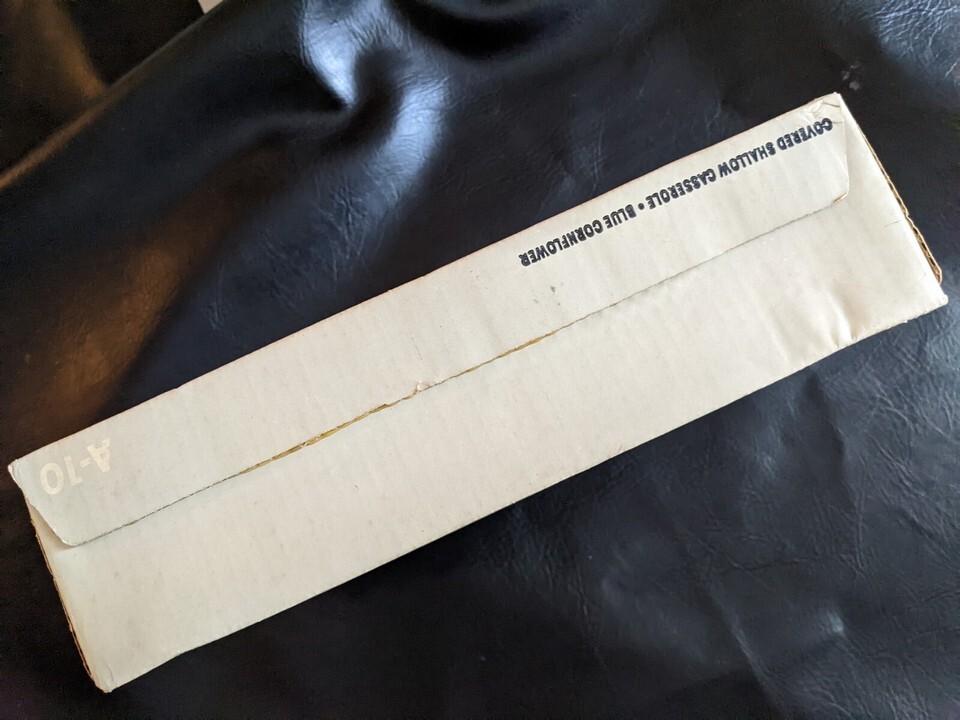 COVERED SHALLOW CASSEROLE • BLUE CORNFLOWER
A-10